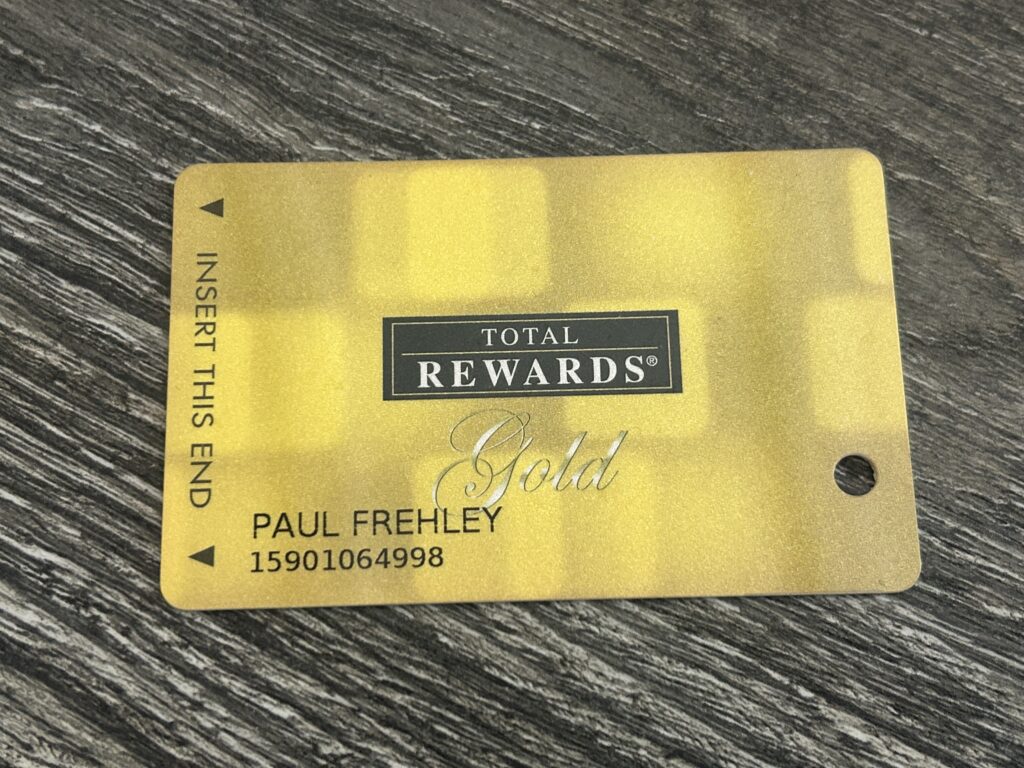 INSERT THIS END
TOTAL
REWARDS®
Gold
PAUL FREHLEY
15901064998